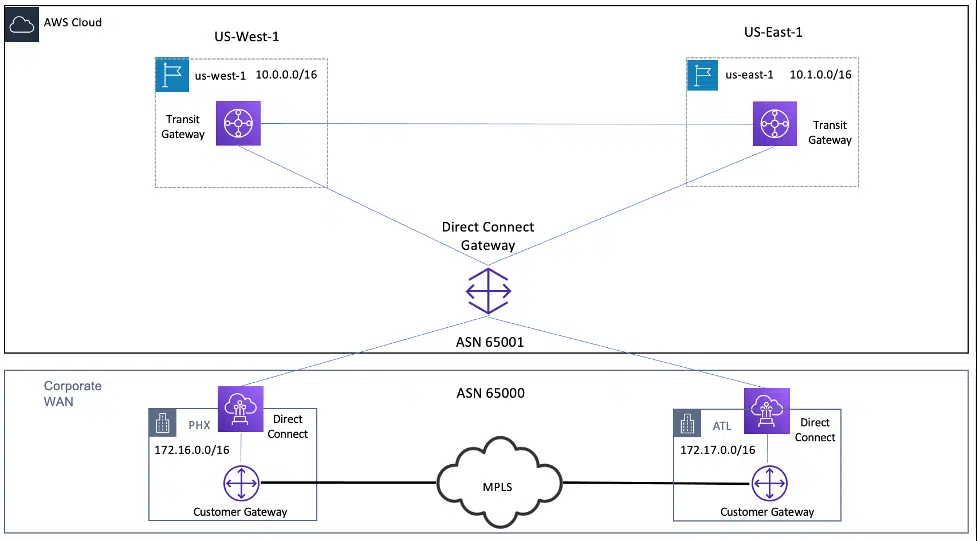 AWS Cloud
US-West-1
US-East-1
us-west-1 10.0.0.0/16
us-east-1 10.1.0.0/16
Transit
Gateway
Transit
Gateway
Direct Connect
Gateway
ASN 65001
Corporate
WAN
ASN 65000
PHX
Direct
Connect
172.16.0.0/16
Customer Gateway
MPLS
ATL
Direct
Connect
172.17.0.0/16
Customer Gateway